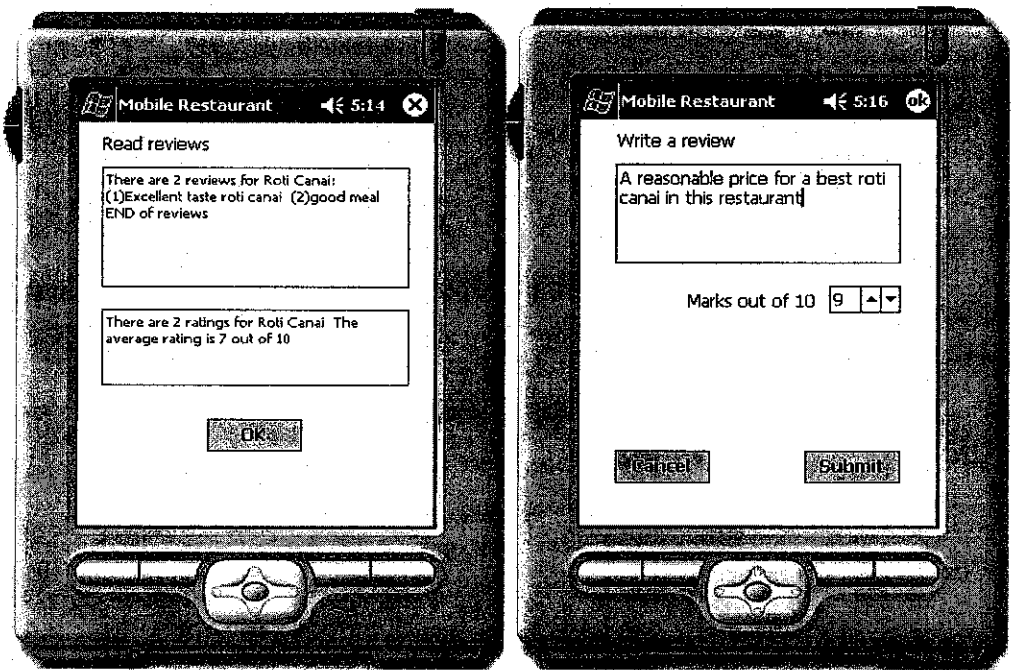 Mobile Restaurant 5:14
Read reviews
There are 2 reviews for Roti Canai:
(1)Excellent taste roti canai (2)good meal
END of reviews
There are 2 ratings for Roti Canai The
average rating is 7 out of 10
OK
Mobile Restaurant 5:16 ok
Write a review
A reasonable price for a best roti
canai in this restaurant
Marks out of 10 9
Cancel Submit